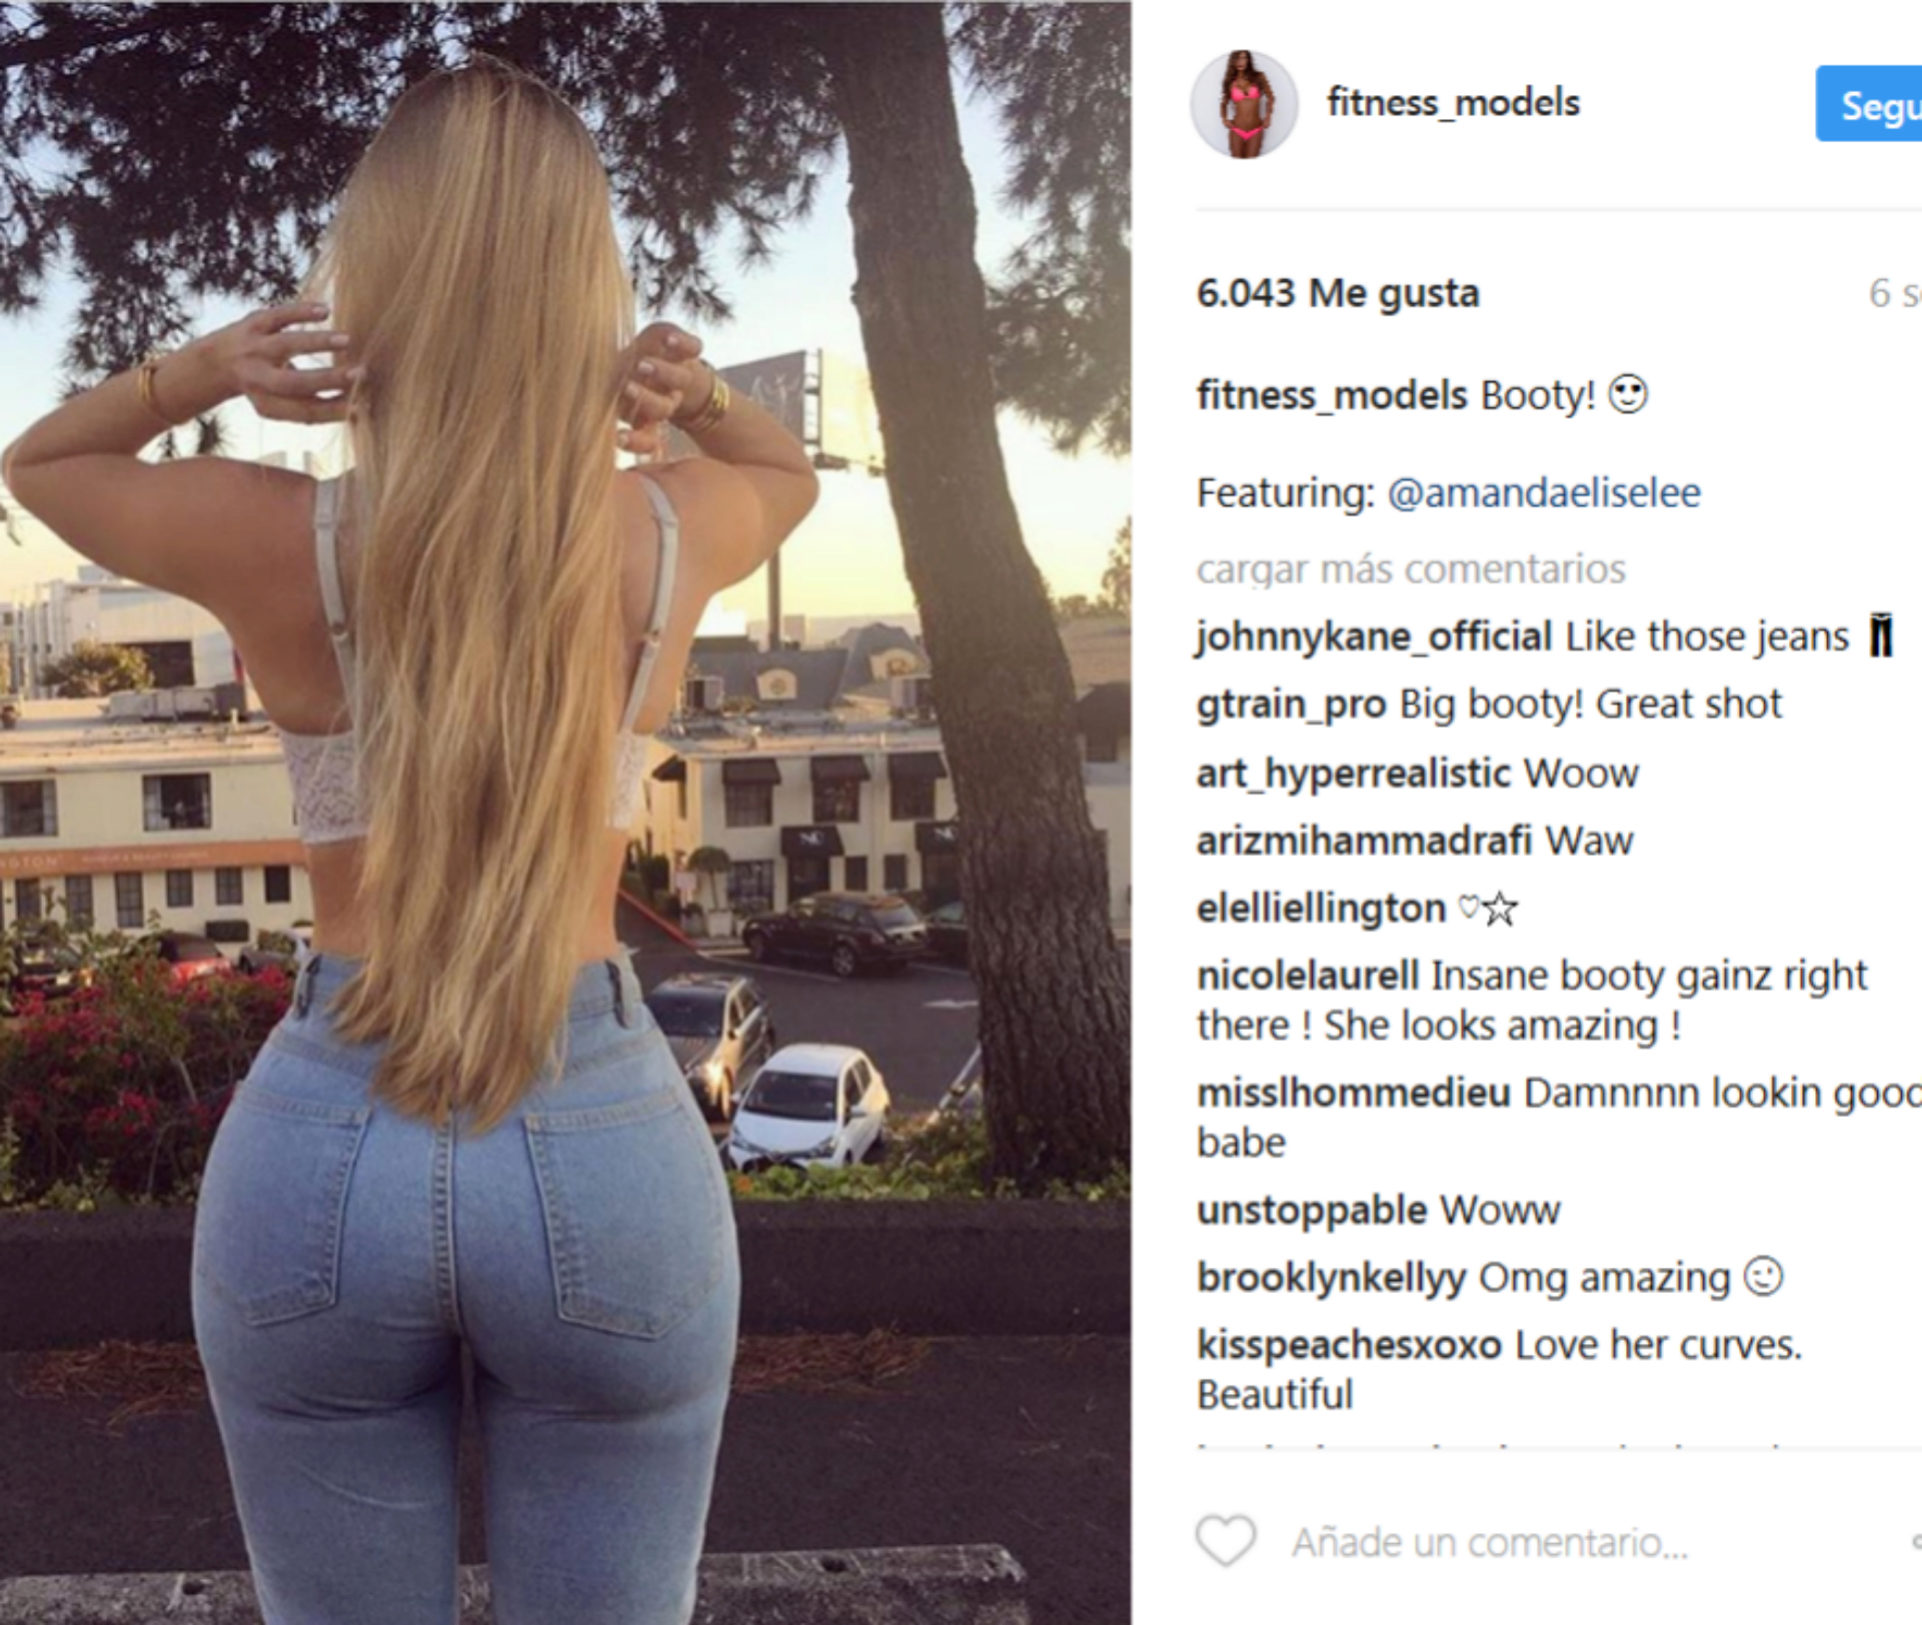 fitness_models
Segu
6.043 Me gusta
6 s
fitness_models Booty! 😍
Featuring: @amandaeliselee
cargar más comentarios
johnnykane_official Like those jeans 👖
gtrain_pro Big booty! Great shot
art_hyperrealistic Woow
arizmihammadrafi Waw
elelliellington ♡☆
nicolelaurell Insane booty gainz right
there ! She looks amazing !
misslhommedieu Damnnnn lookin good
babe
unstoppable Woww
brooklynkellyy Omg amazing 😉
kisspeachesxoxo Love her curves.
Beautiful
Añade un comentario...